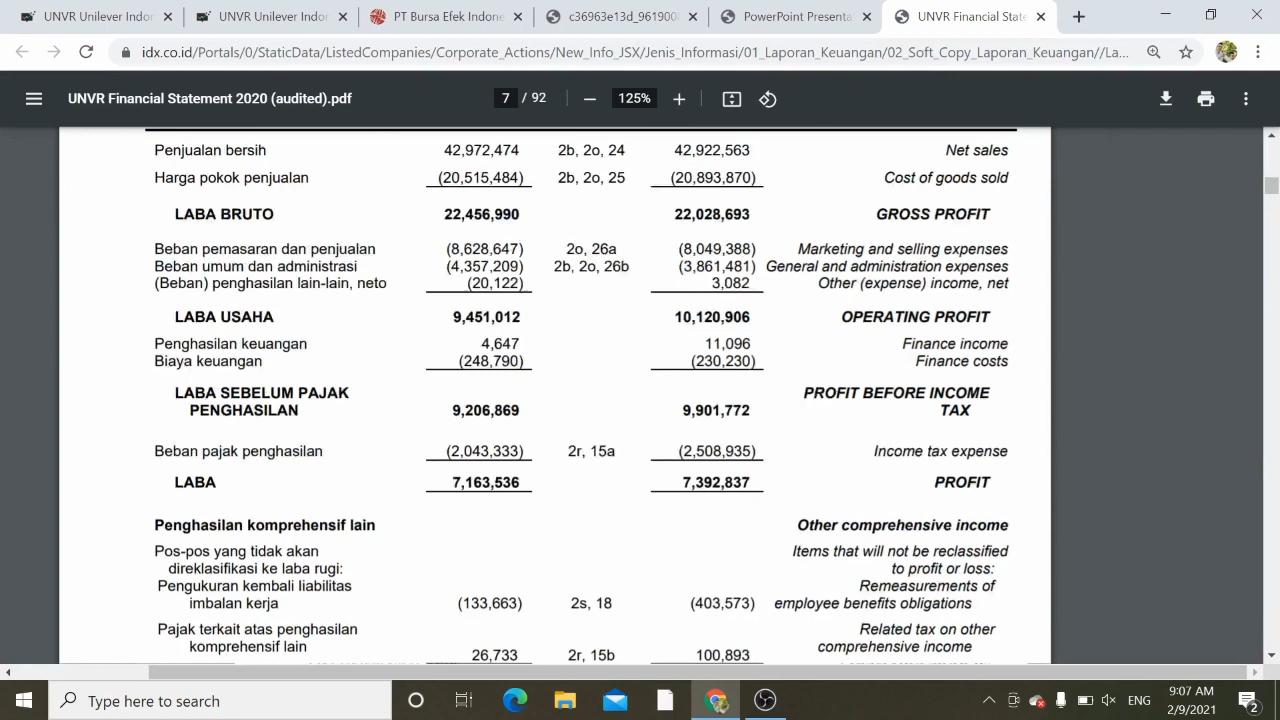 UNVR Unilever Indor
UNVR Unilever Indor
PT Bursa Efek Indone
c36963e13d_961900
PowerPoint Presenta
UNVR Financial State
idx.co.id/Portals/0/StaticData/ListedCompanies/Corporate_Actions/New_Info_JSX/Jenis_Informasi/01_Laporan_Keuangan/02_Soft_Copy_Laporan_Keuangan//La...
UNVR Financial Statement 2020 (audited).pdf 7 / 92 125%
Penjualan bersih 42,972,474 2b, 2o, 24 42,922,563 Net sales
Harga pokok penjualan (20,515,484) 2b, 2o, 25 (20,893,870) Cost of goods sold
LABA BRUTO 22,456,990 22,028,693 GROSS PROFIT
Beban pemasaran dan penjualan (8,628,647) 2o, 26a (8,049,388) Marketing and selling expenses
Beban umum dan administrasi (4,357,209) 2b, 2o, 26b (3,861,481) General and administration expenses
(Beban) penghasilan lain-lain, neto (20,122) 3,082 Other (expense) income, net
LABA USAHA 9,451,012 10,120,906 OPERATING PROFIT
Penghasilan keuangan 4,647 11,096 Finance income
Biaya keuangan (248,790) (230,230) Finance costs
LABA SEBELUM PAJAK PROFIT BEFORE INCOME
PENGHASILAN 9,206,869 9,901,772 TAX
Beban pajak penghasilan (2,043,333) 2r, 15a (2,508,935) Income tax expense
LABA 7,163,536 7,392,837 PROFIT
Penghasilan komprehensif lain Other comprehensive income
Pos-pos yang tidak akan Items that will not be reclassified
direklasifikasi ke laba rugi: to profit or loss:
Pengukuran kembali liabilitas Remeasurements of
imbalan kerja (133,663) 2s, 18 (403,573) employee benefits obligations
Pajak terkait atas penghasilan Related tax on other
komprehensif lain comprehensive income
26,733 2r, 15b 100,893
Type here to search
ENG
9:07 AM
2/9/2021
2